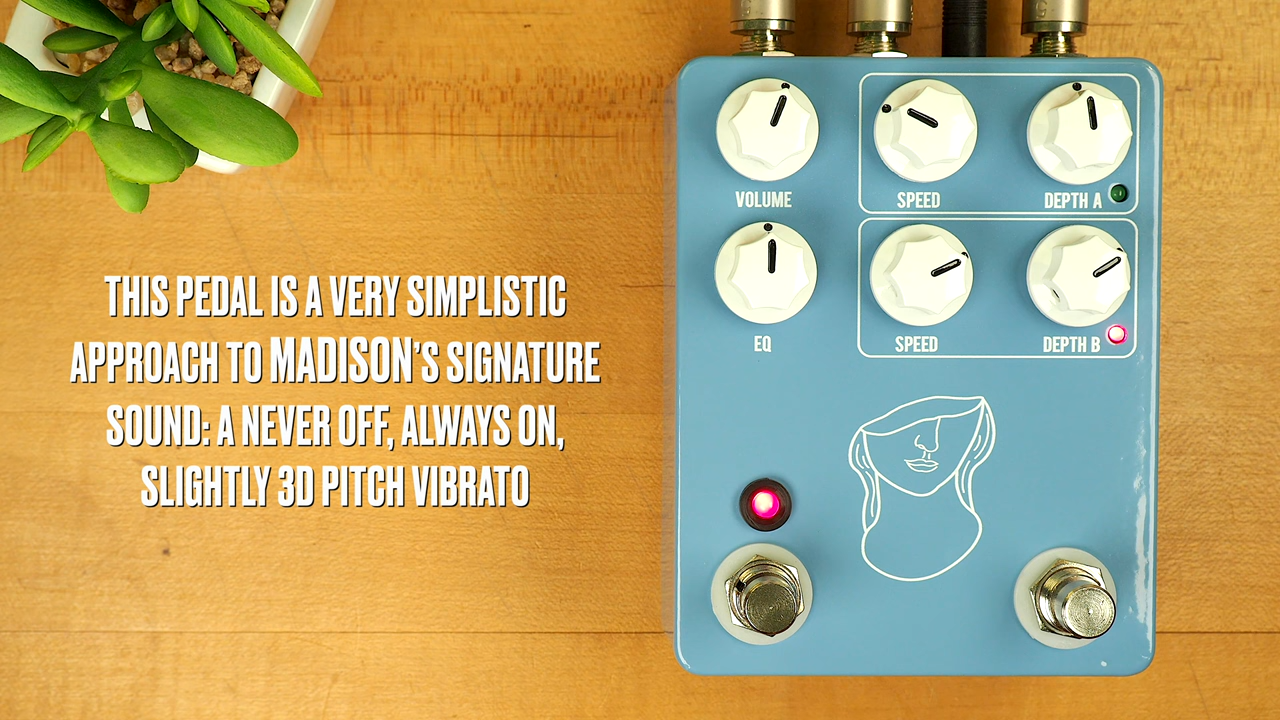 THIS PEDAL IS A VERY SIMPLISTIC
APPROACH TO MADISON'S SIGNATURE
SOUND: A NEVER OFF, ALWAYS ON,
SLIGHTLY 3D PITCH VIBRATO
VOLUME
SPEED
DEPTH A
EQ
SPEED
DEPTH B